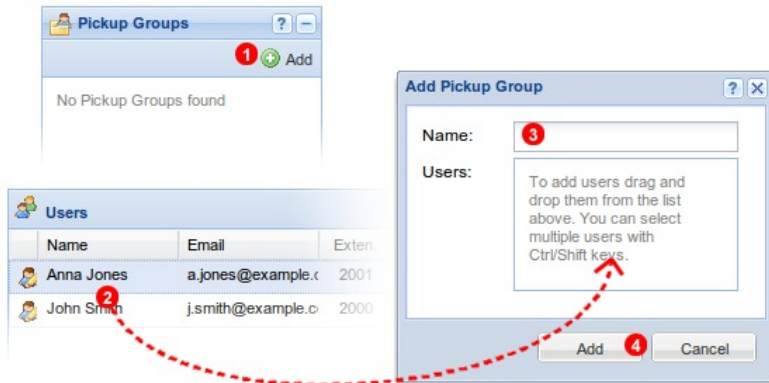 Pickup Groups
1 Add
No Pickup Groups found
Add Pickup Group
Name: 3
Users:
To add users drag and
drop them from the list
above. You can select
multiple users with
Ctrl/Shift keys.
Add 4 Cancel
Users
Name Email Exten.
Anna Jones a.jones@example.c 2001
2
John Smith j.smith@example.co 2000